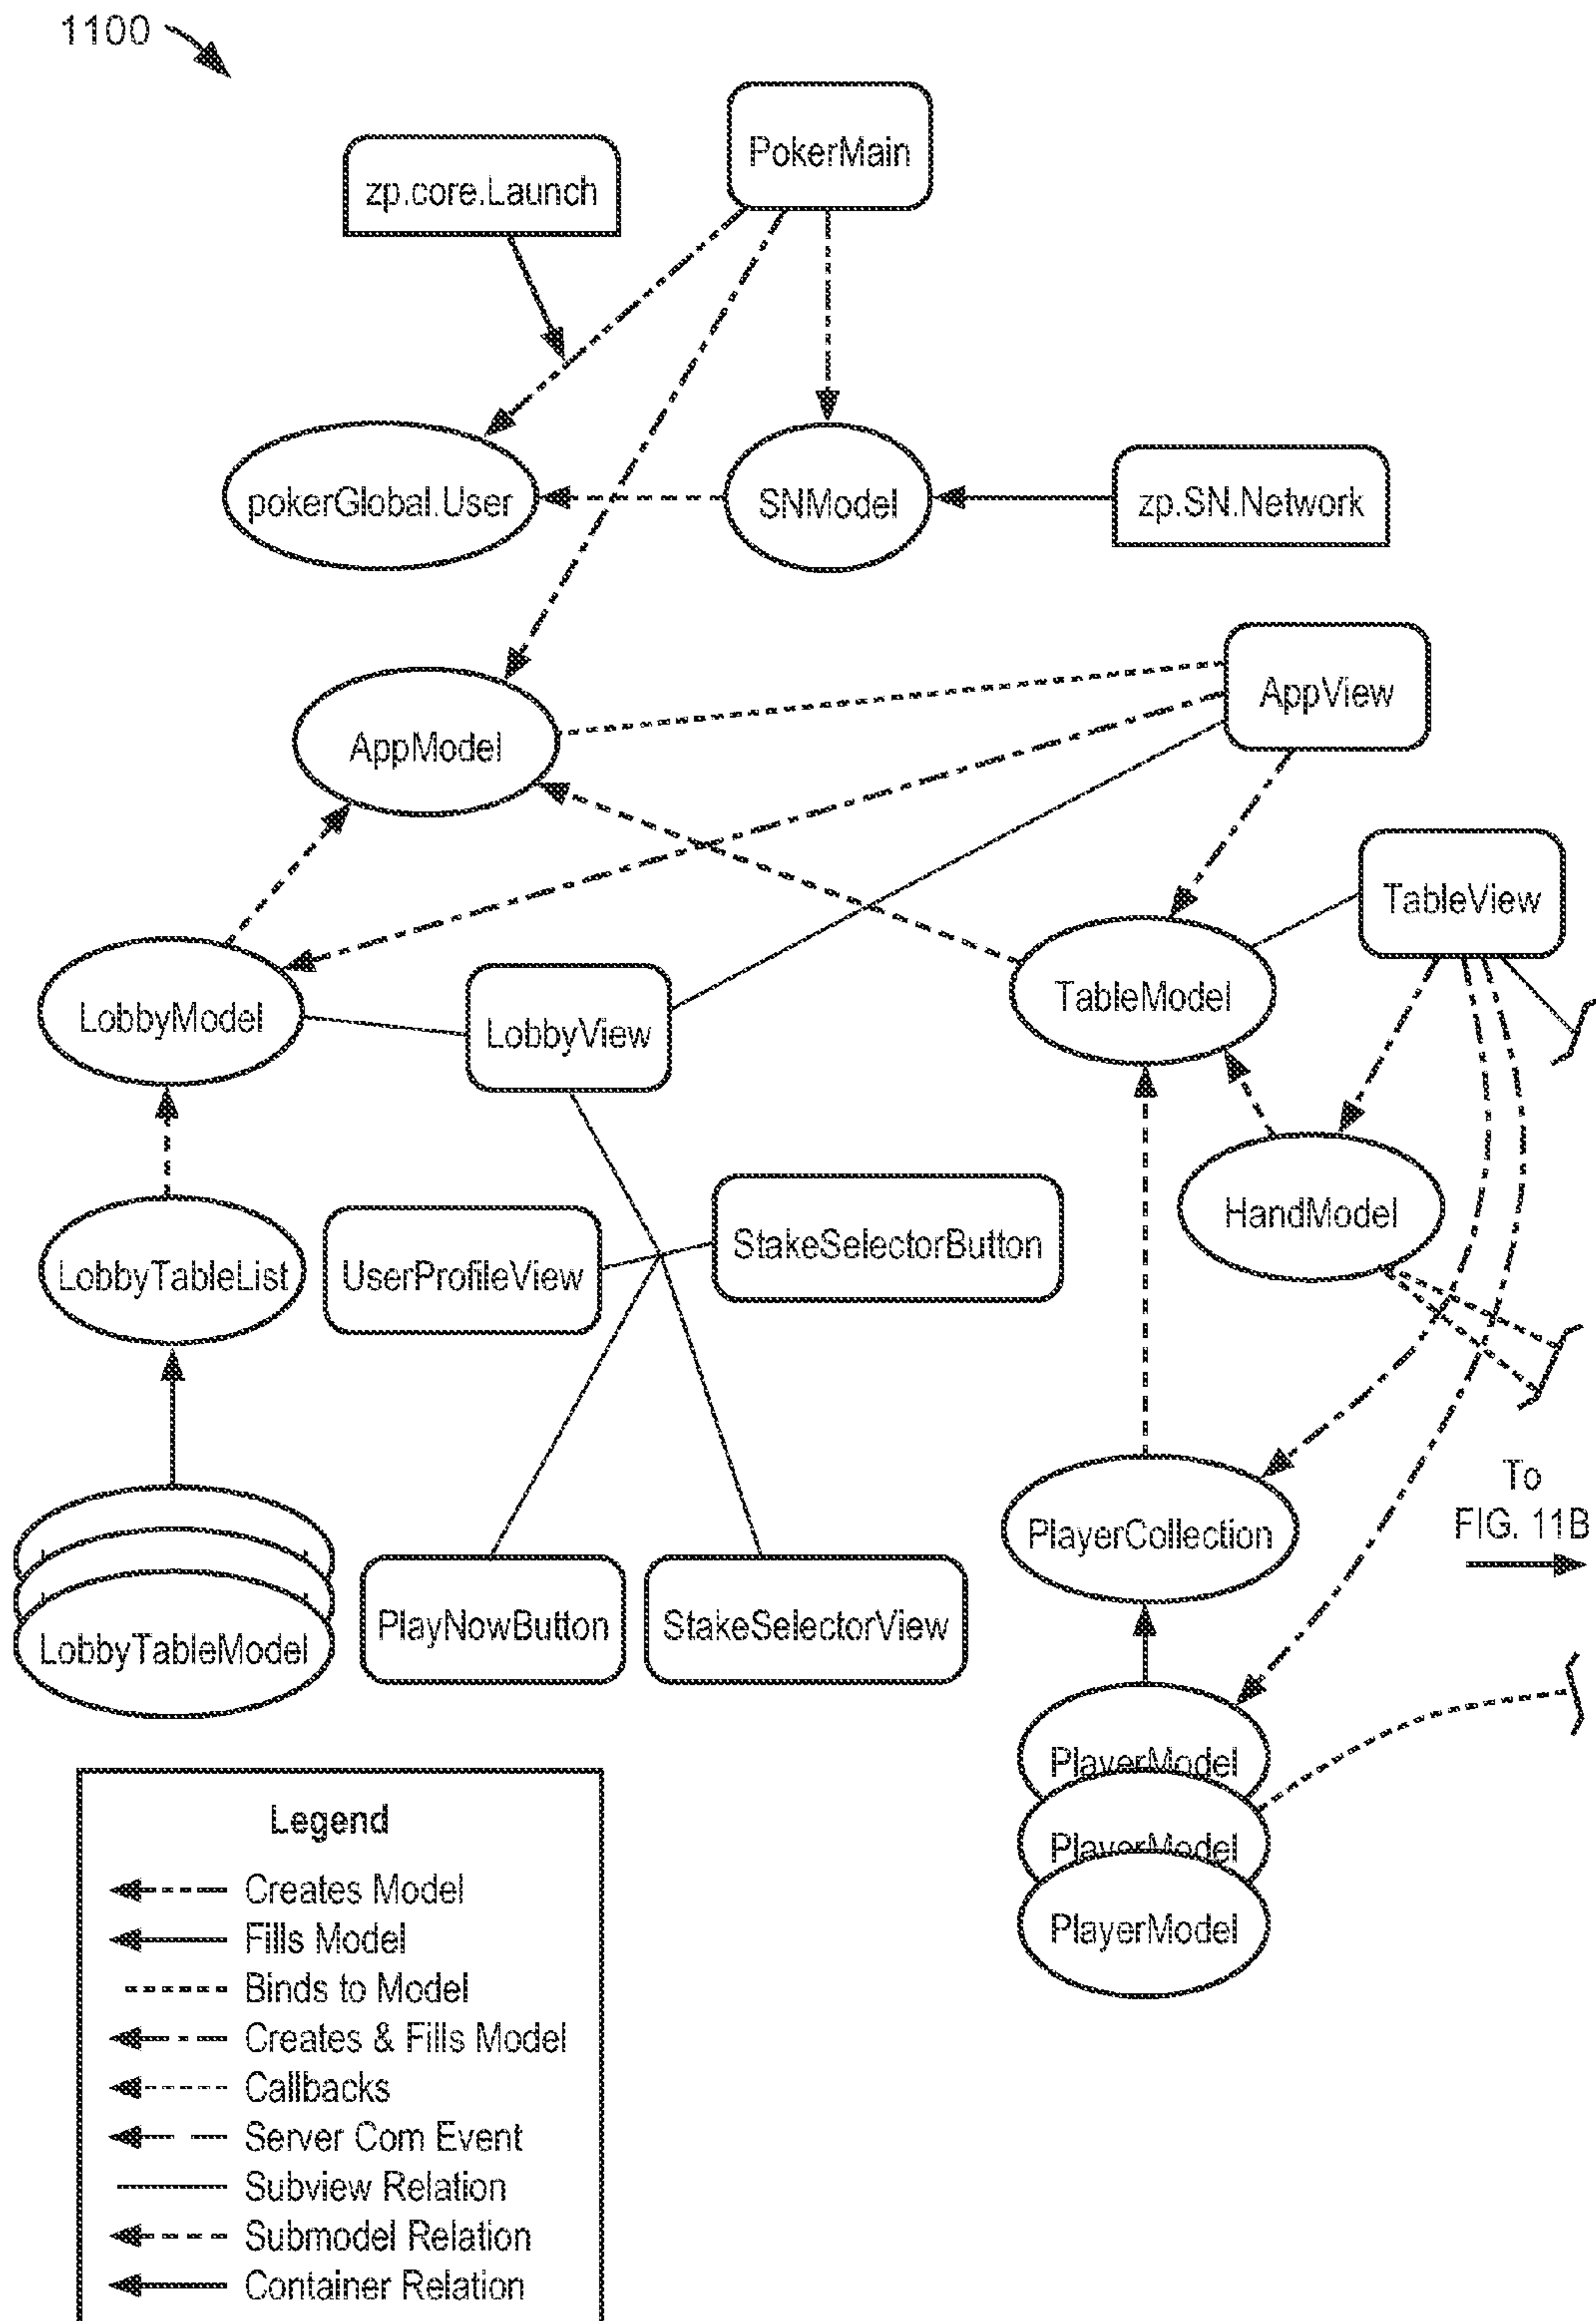 1100
PokerMain
zp.core.Launch
pokerGlobal.User
SNModel
zp.SN.Network
AppView
AppModel
TableView
TableModel
LobbyModel
LobbyView
HandModel
StakeSelectorButton
LobbyTableList
UserProfileView
To
FIG. 11B
PlayerCollection
PlayNowButton
StakeSelectorView
LobbyTableModel
PlayerModel
PlayerModel
PlayerModel
Legend
Creates Model
Fills Model
Binds to Model
Creates & Fills Model
Callbacks
Server Com Event
Subview Relation
Submodel Relation
Container Relation